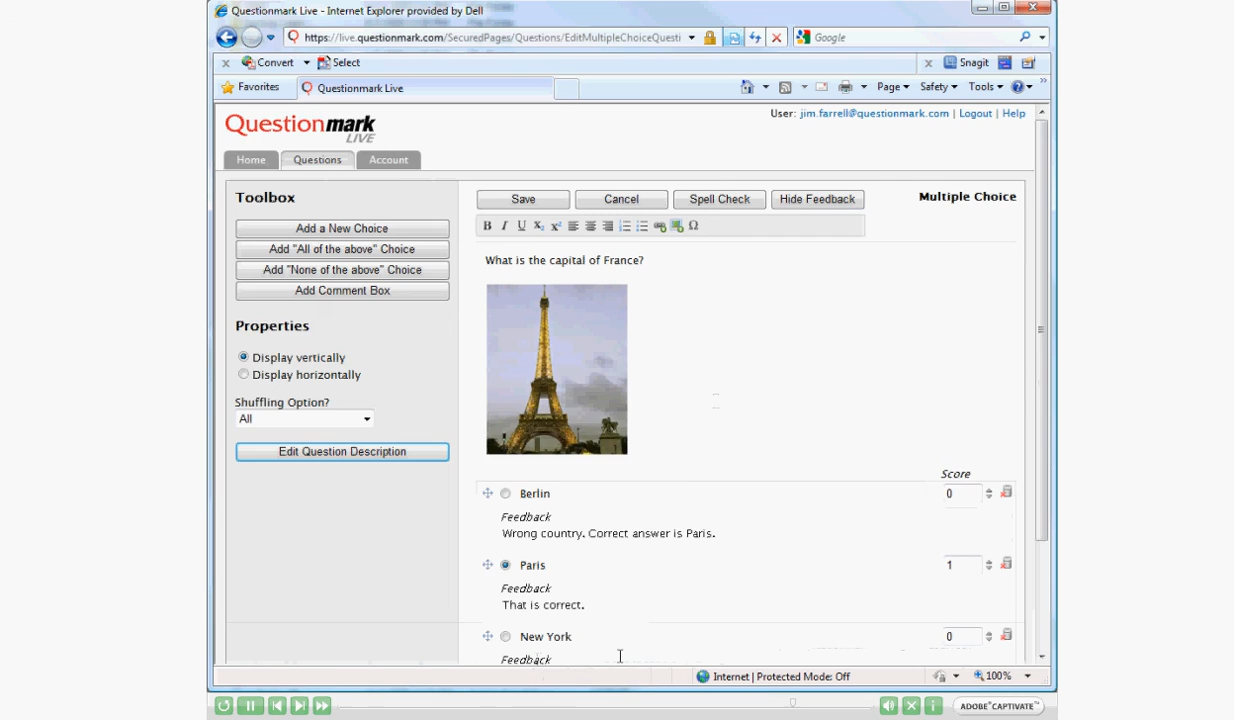 Questionmark Live - Internet Explorer provided by Dell
https://live.questionmark.com/SecuredPages/Questions/EditMultipleChoiceQuesti
Google
x Convert Select
x Snagit
Favorites
Questionmark Live
Page Safety Tools
User: jim.farrell@questionmark.com | Logout | Help
Questionmark
LIVE
Home Questions Account
Toolbox
Add a New Choice
Add "All of the above" Choice
Add "None of the above" Choice
Add Comment Box
Properties
Display vertically
Display horizontally
Shuffling Option?
All
Edit Question Description
Save Cancel Spell Check Hide Feedback
Multiple Choice
B I U X₂ X² Ω
What is the capital of France?
Score
Berlin 0
Feedback
Wrong country. Correct answer is Paris.
Paris 1
Feedback
That is correct.
New York 0
Feedback
Internet | Protected Mode: Off
100%
ADOBE® CAPTIVATE™